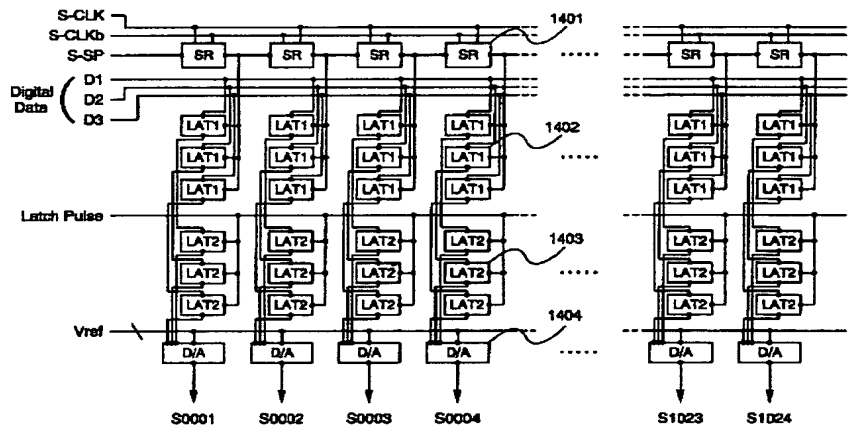 S-CLK
S-CLKb
S-SP
SR SR SR SR SR SR
1401
Digital Data
D1
D2
D3
LAT1 LAT1 LAT1 LAT1 LAT1 LAT1
1402
LAT1 LAT1 LAT1 LAT1 LAT1 LAT1
LAT1 LAT1 LAT1 LAT1 LAT1 LAT1
Latch Pulse
LAT2 LAT2 LAT2 LAT2 LAT2 LAT2
1403
LAT2 LAT2 LAT2 LAT2 LAT2 LAT2
LAT2 LAT2 LAT2 LAT2 LAT2 LAT2
Vref
1404
D/A D/A D/A D/A D/A D/A
S0001 S0002 S0003 S0004 S1023 S1024